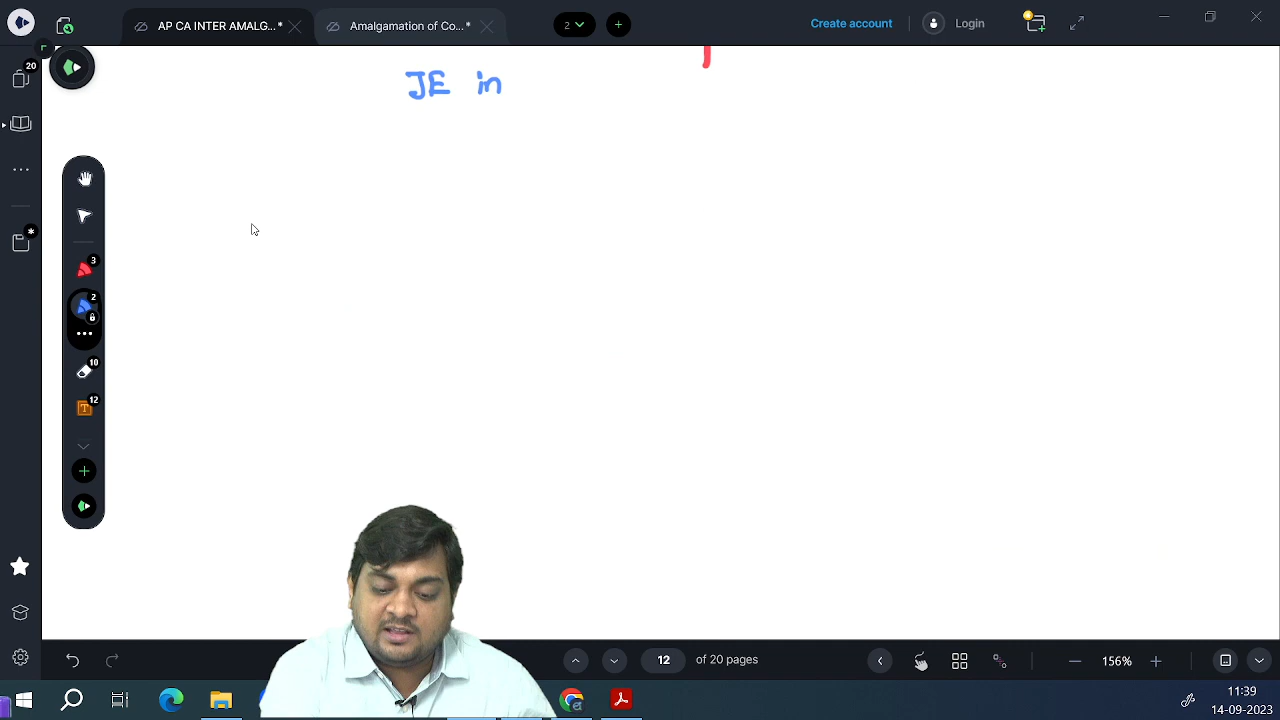 AP CA INTER AMALG...* Amalgamation of Co...* 2 Create account Login
20
JE in
3
2
10
12
T
12 of 20 pages 156%
11:39
14-09-2023